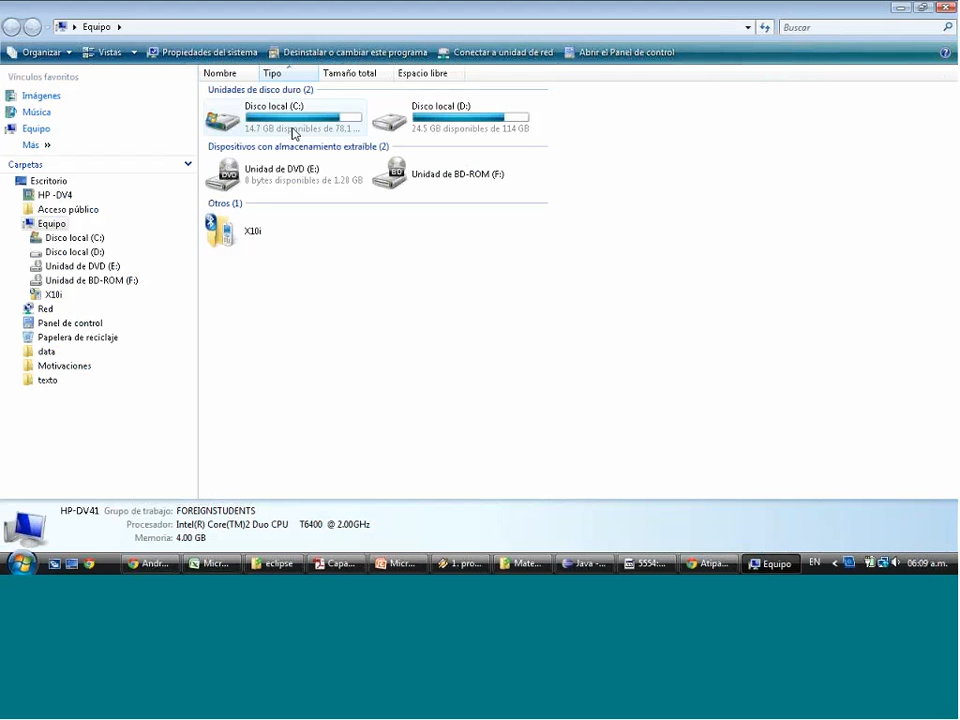 Equipo
Buscar
Organizar
Vistas
Propiedades del sistema
Desinstalar o cambiar este programa
Conectar a unidad de red
Abrir el Panel de control
Vínculos favoritos
Imágenes
Música
Equipo
Más »
Carpetas
Escritorio
HP -DV4
Acceso público
Equipo
Disco local (C:)
Disco local (D:)
Unidad de DVD (E:)
Unidad de BD-ROM (F:)
X10i
Red
Panel de control
Papelera de reciclaje
data
Motivaciones
texto
Nombre
Tipo
Tamaño total
Espacio libre
Unidades de disco duro (2)
Disco local (C:)
14.7 GB disponibles de 78.1 ...
Disco local (D:)
24.5 GB disponibles de 114 GB
Dispositivos con almacenamiento extraíble (2)
DVD
Unidad de DVD (E:)
0 bytes disponibles de 1.28 GB
BD
Unidad de BD-ROM (F:)
Otros (1)
X10i
HP-DV41 Grupo de trabajo: FOREIGNSTUDENTS
Procesador: Intel(R) Core(TM)2 Duo CPU T6400 @ 2.00GHz
Memoria: 4.00 GB
Andr...
Micr...
eclipse
Capa...
Micr...
1. pro...
Mate...
Java -...
5554:...
Atipa...
Equipo
EN
06:09 a.m.